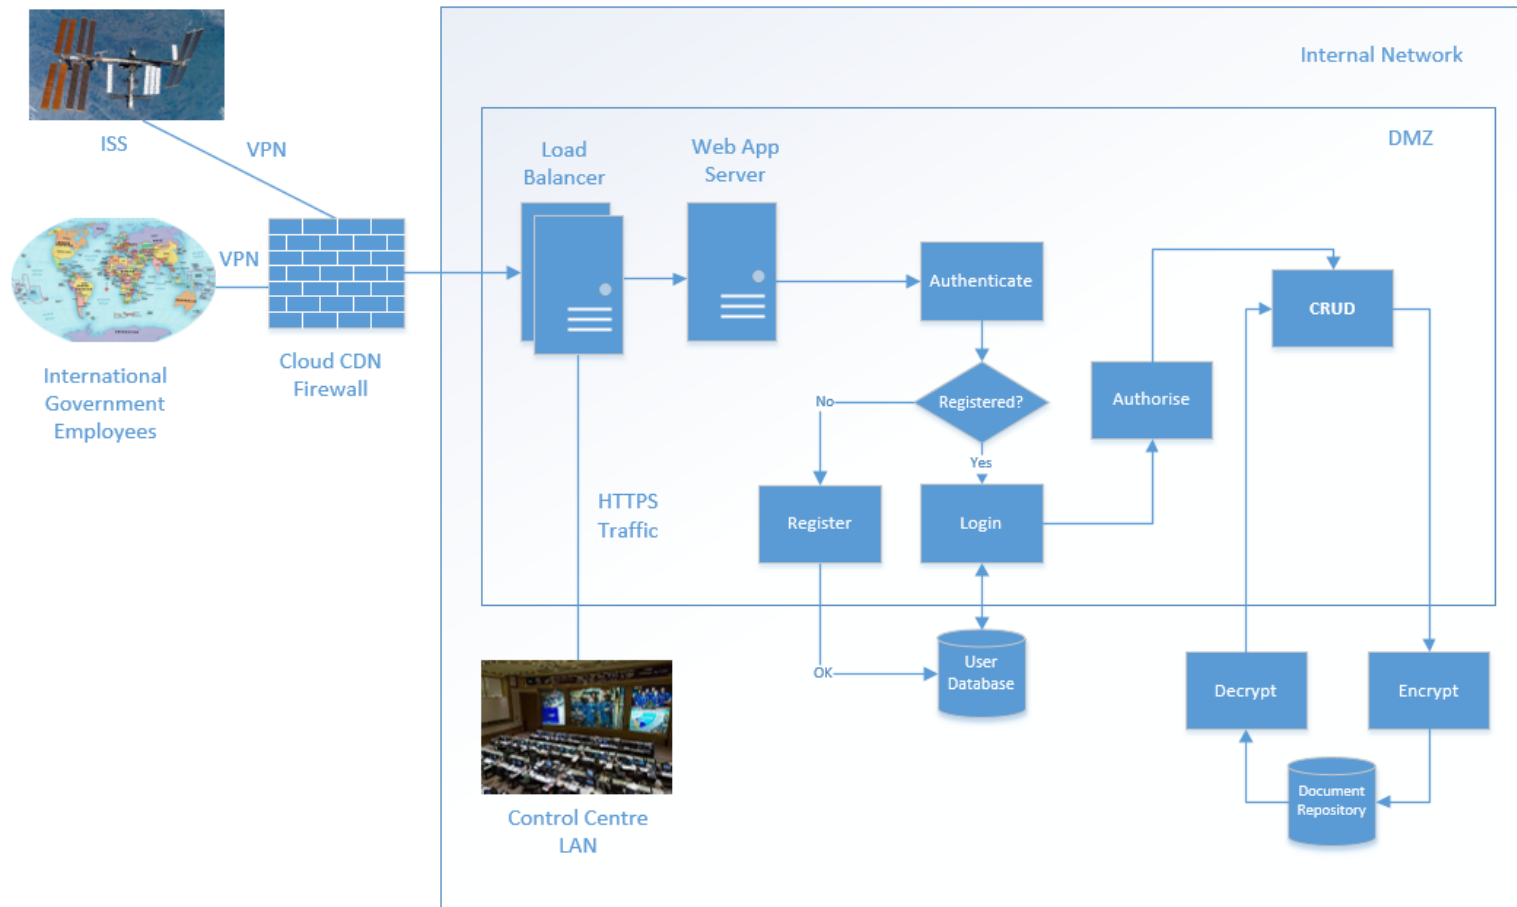 Internal Network
DMZ
ISS
VPN
Load
Balancer
Web App
Server
VPN
Authenticate
CRUD
Cloud CDN
Firewall
International
Government
Employees
Registered?
No
Yes
Authorise
HTTPS
Traffic
Register
Login
OK
User
Database
Decrypt
Encrypt
Document
Repository
Control Centre
LAN